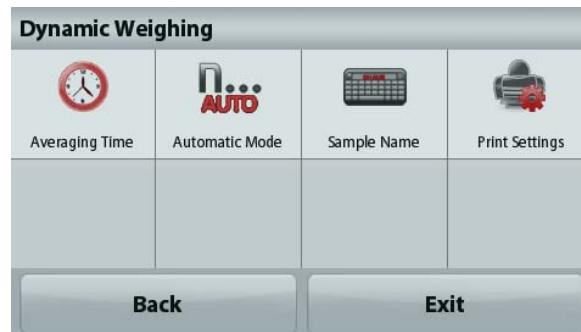 Dynamic Weighing
n...
AUTO
Averaging Time
Automatic Mode
Sample Name
Print Settings
Back
Exit